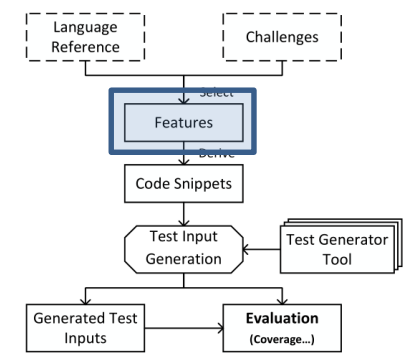 Language
Reference
Challenges
Select
Features
Derive
Code Snippets
Test Input
Generation
Test Generator
Tool
Generated Test
Inputs
Evaluation
(Coverage...)